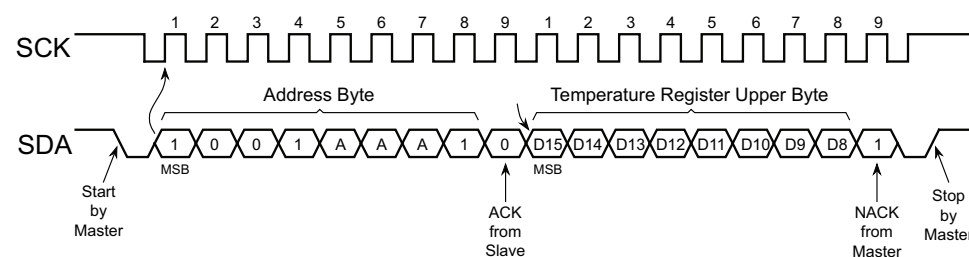 1 2 3 4 5 6 7 8 9 1 2 3 4 5 6 7 8 9
SCK
Address Byte Temperature Register Upper Byte
SDA 1 0 0 1 A A A 1 0 D15 D14 D13 D12 D11 D10 D9 D8 1
MSB MSB
Start
by
Master
ACK
from
Slave
NACK
from
Master
Stop
by
Master